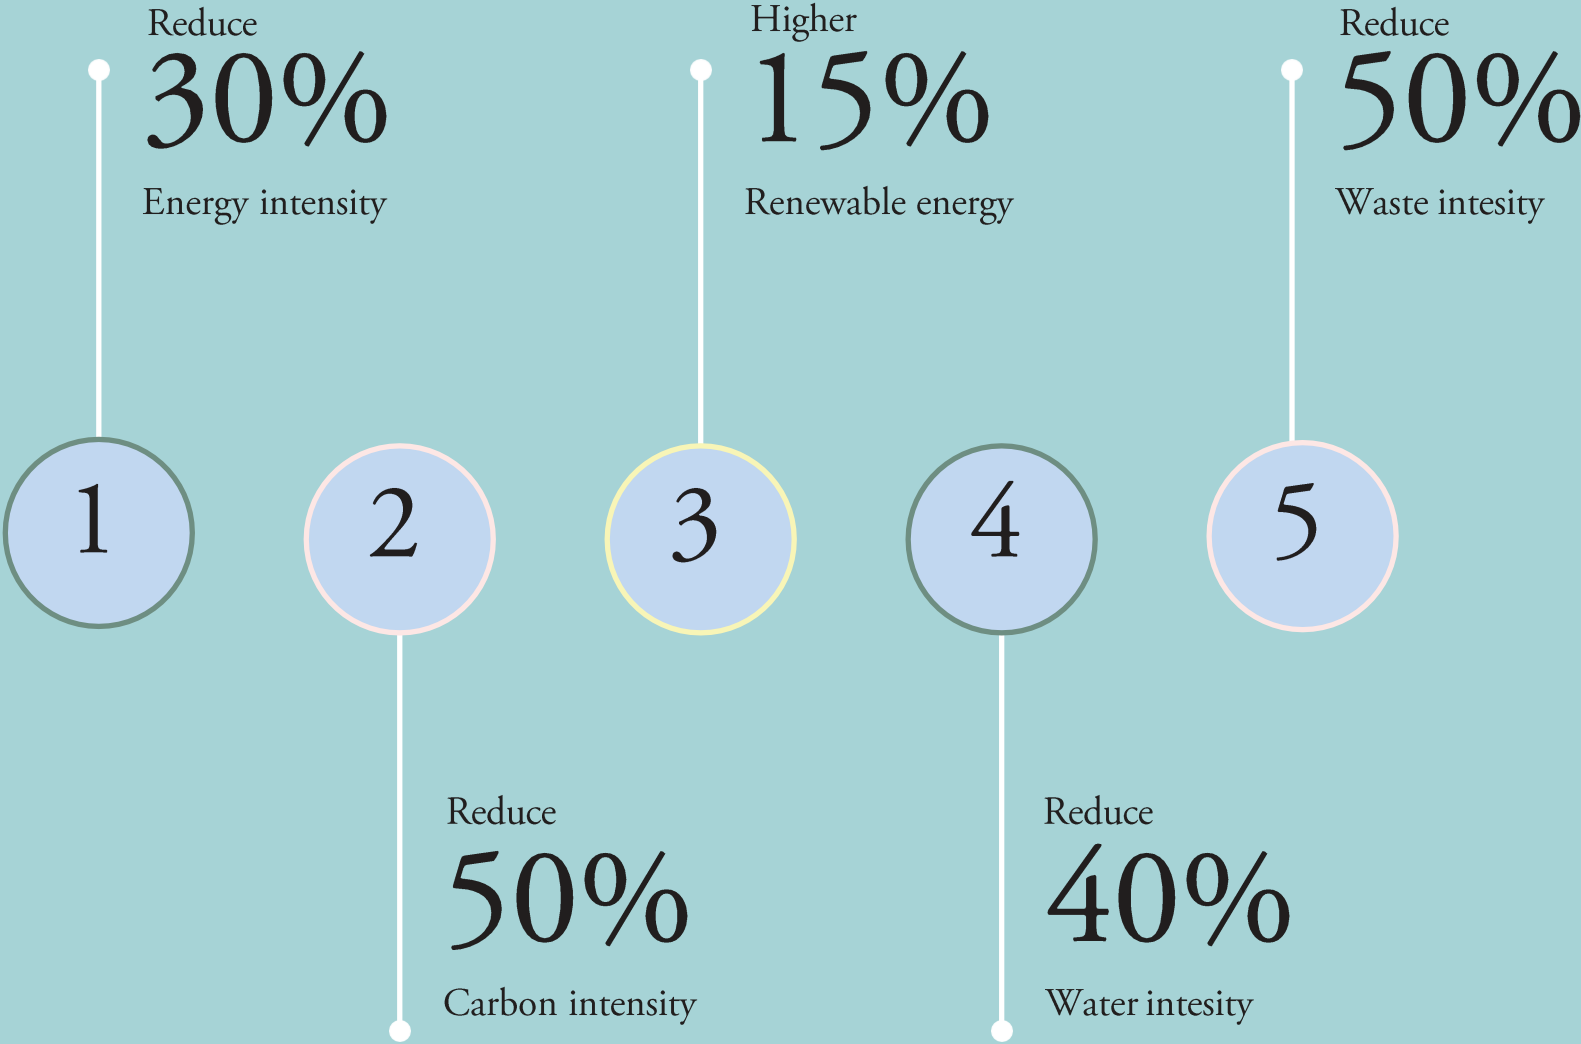 Reduce
30%
Energy intensity
Higher
15%
Renewable energy
Reduce
50%
Waste intesity
1
2
3
4
5
Reduce
50%
Carbon intensity
Reduce
40%
Water intesity